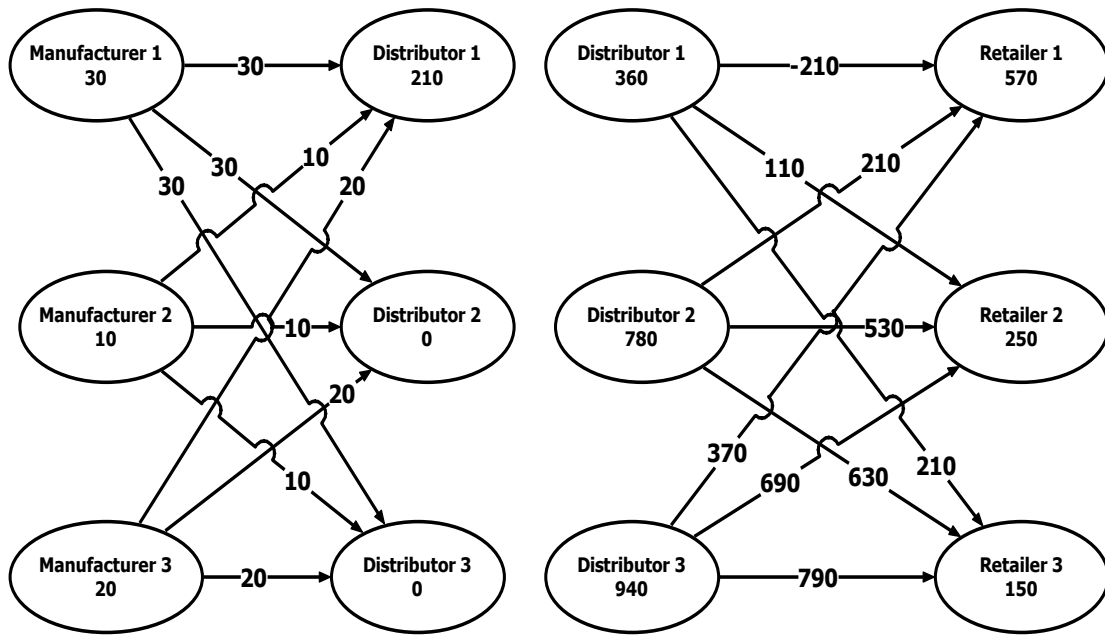 Manufacturer 1
30
30
Distributor 1
210
Distributor 1
360
-210
Retailer 1
570
30
30
10
20
110
210
Manufacturer 2
10
10
Distributor 2
0
Distributor 2
780
530
Retailer 2
250
20
10
370
690
630
210
Manufacturer 3
20
20
Distributor 3
0
Distributor 3
940
790
Retailer 3
150